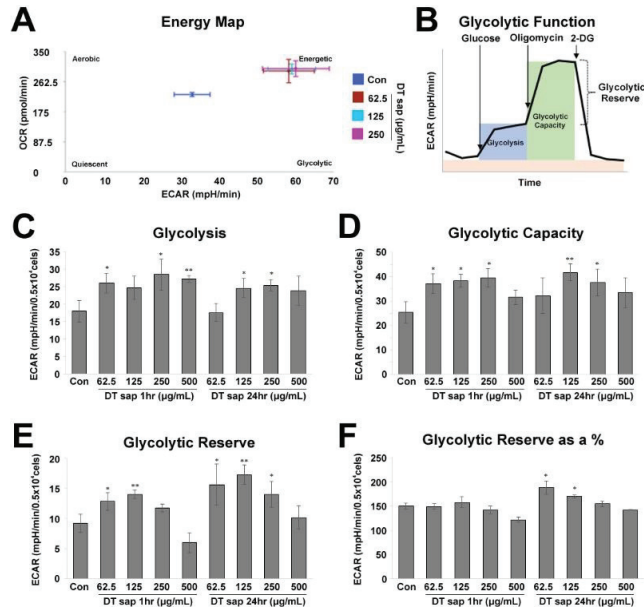 A
Energy Map
350
262.5
175
87.5
0
OCR (pmol/min)
Aerobic
Energetic
Quiescent
Glycolytic
0 10 20 30 40 50 60 70
ECAR (mpH/min)
Con
62.5
125
250
DT sap (µg/mL)
B
Glycolytic Function
Glucose Oligomycin 2-DG
ECAR (mpH/min)
Glycolysis
Glycolytic
Capacity
Glycolytic
Reserve
Time
C
Glycolysis
35
30
25
20
15
10
5
0
ECAR (mpH/min/0.5x10⁴cels)
* * ** * *
Con 62.5 125 250 500 62.5 125 250 500
DT sap 1hr (µg/mL) DT sap 24hr (µg/mL)
D
Glycolytic Capacity
50
40
30
20
10
0
ECAR (mpH/min/0.5x10⁴cels)
* * * ** *
Con 62.5 125 250 500 62.5 125 250 500
DT sap 1hr (µg/mL) DT sap 24hr (µg/mL)
E
Glycolytic Reserve
20
15
10
5
0
ECAR (mpH/min/0.5x10⁴cels)
* ** * ** *
Con 62.5 125 250 500 62.5 125 250 500
DT sap 1hr (µg/mL) DT sap 24hr (µg/mL)
F
Glycolytic Reserve as a %
250
200
150
100
50
0
ECAR (mpH/min/0.5x10⁴cels)
* *
Con 62.5 125 250 500 62.5 125 250 500
DT sap 1hr (µg/mL) DT sap 24hr (µg/mL)